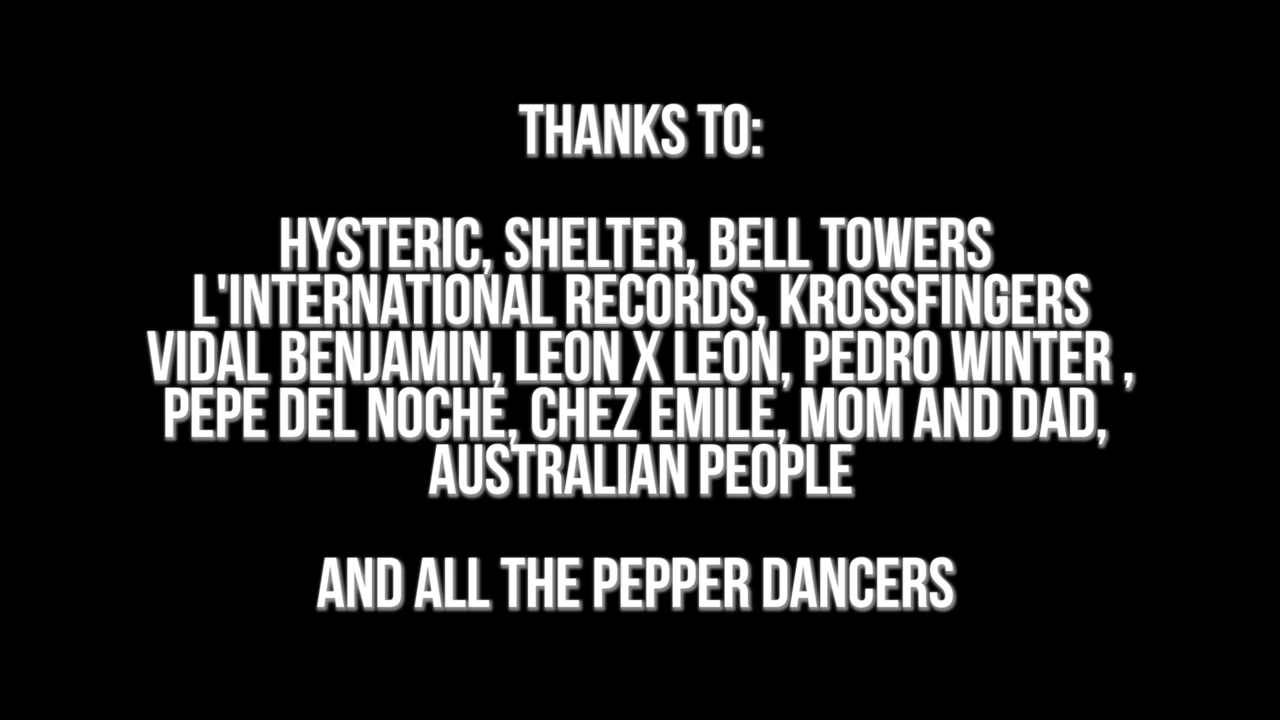 THANKS TO:
HYSTERIC, SHELTER, BELL TOWERS
L'INTERNATIONAL RECORDS, KROSSFINGERS
VIDAL BENJAMIN, LEON X LEON, PEDRO WINTER ,
PEPE DEL NOCHE, CHEZ EMILE, MOM AND DAD,
AUSTRALIAN PEOPLE
AND ALL THE PEPPER DANCERS